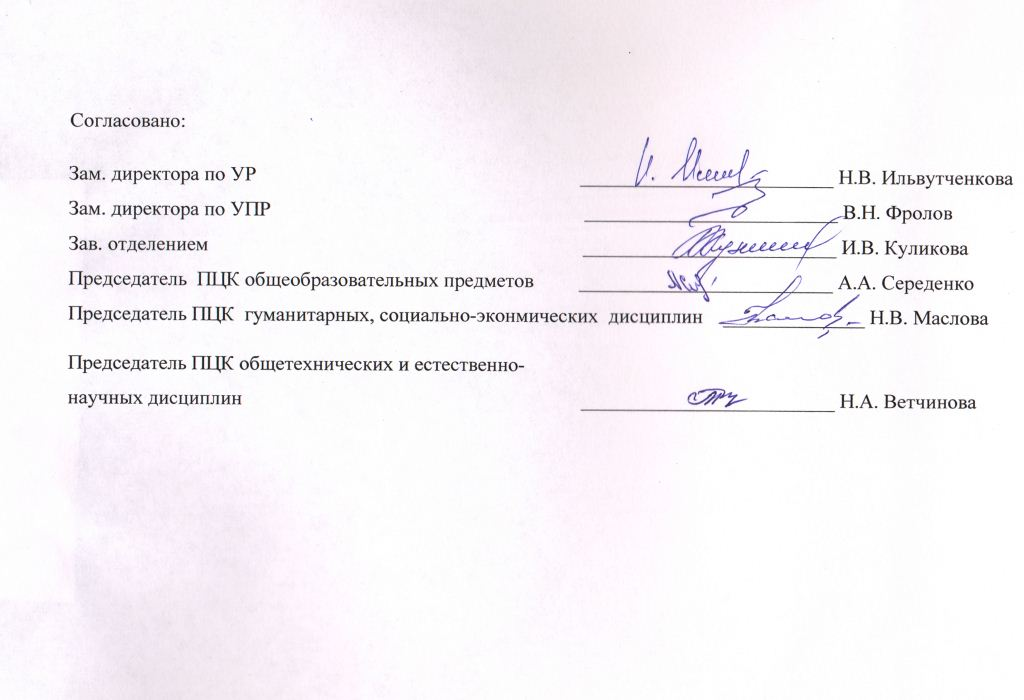 Согласовано:
Зам. директора по УР Н.В. Ильвутченкова
Зам. директора по УПР В.Н. Фролов
Зав. отделением И.В. Куликова
Председатель ПЦК общеобразовательных предметов А.А. Середенко
Председатель ПЦК гуманитарных, социально-экономических дисциплин Н.В. Маслова
Председатель ПЦК общетехнических и естественно-
научных дисциплин Н.А. Ветчинова